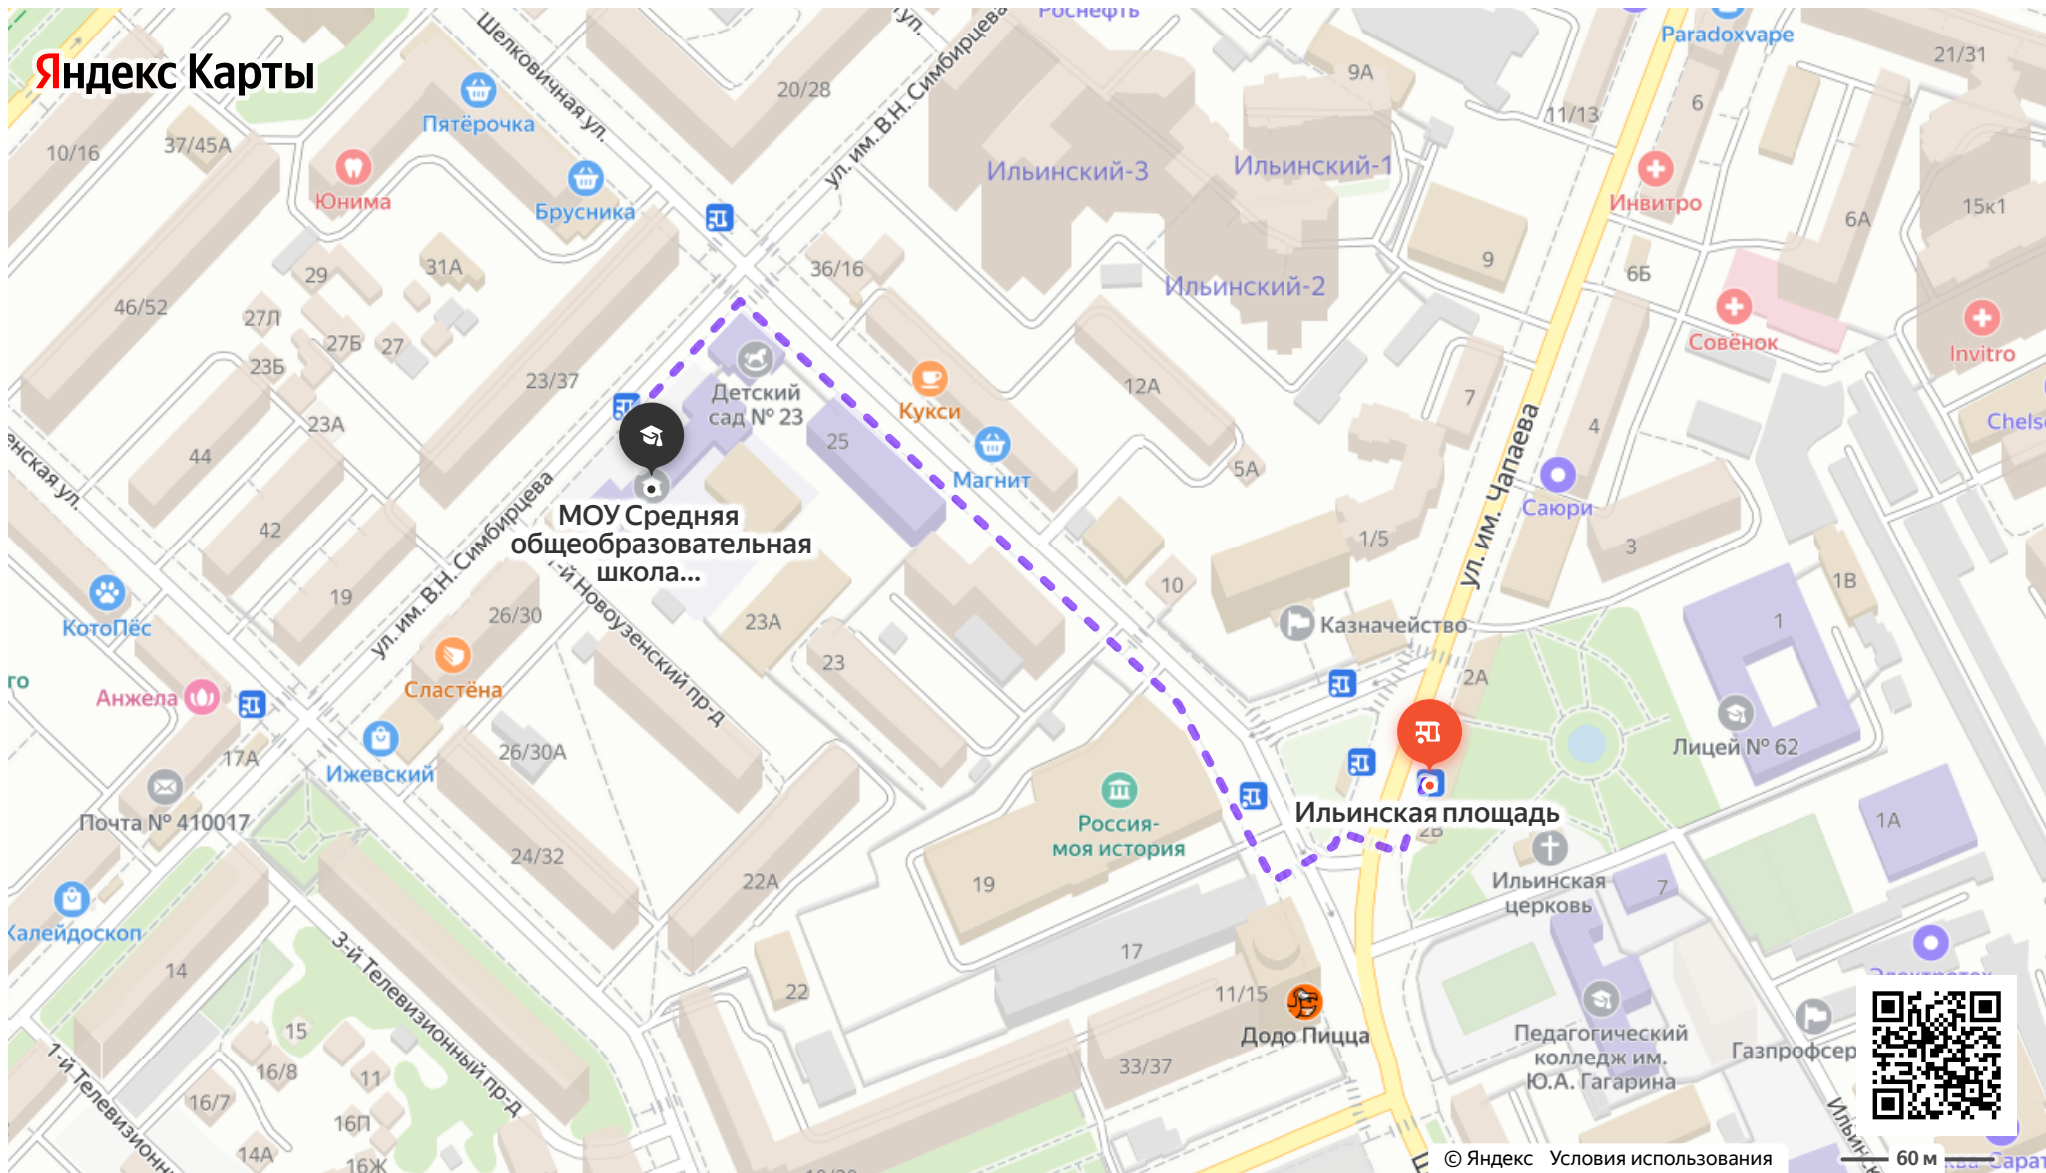 Яндекс Карты
Роснефть
Paradoxvape
21/31
Шелковичная ул.
20/28
ул. им. В.Н. Симбирцева
9А
6
11/13
Пятёрочка
37/45А
10/16
Юнима
Брусника
Ильинский-3
Ильинский-1
Инвитро
6А
15к1
36/16
9
6Б
29
31А
Ильинский-2
46/52
27Л
27Б
27
23Б
Совёнок
Invitro
23/37
Детский
сад № 23
Кукси
12А
7
4
ул. им. Чапаева
23А
25
44
Магнит
5А
Саюри
МОУ Средняя
общеобразовательная
школа...
42
1/5
3
ул. им. В.Н. Симбирцева
19
10
1В
КотоПёс
26/30
23А
Казначейство
1
23
Анжела
Сластёна
2А
17А
Ижевский
26/30А
Лицей № 62
Почта № 410017
Ильинская площадь
2В
Россия-
моя история
1А
24/32
22А
19
Ильинская
церковь
7
Калейдоскоп
14
3-й Телевизионный пр-д
17
22
11/15
Додо Пицца
Педагогический
колледж им.
Ю.А. Гагарина
15
16/8
11
33/37
16/7
16П
14А
16Ж
© Яндекс Условия использования
60 м